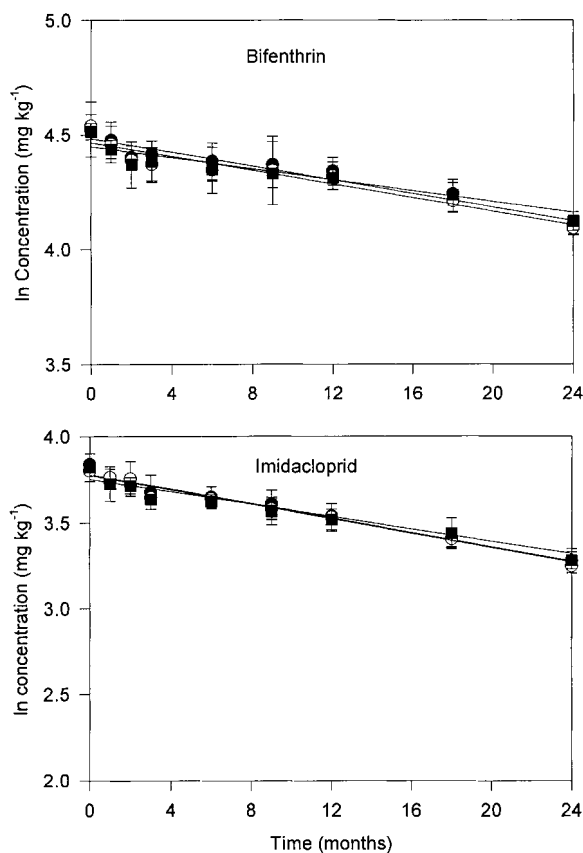 5.0
Bifenthrin
4.5
ln Concentration (mg kg⁻¹)
4.0
3.5
0 4 8 12 16 20 24
4.0
Imidacloprid
3.5
ln concentration (mg kg⁻¹)
3.0
2.5
2.0
0 4 8 12 16 20 24
Time (months)